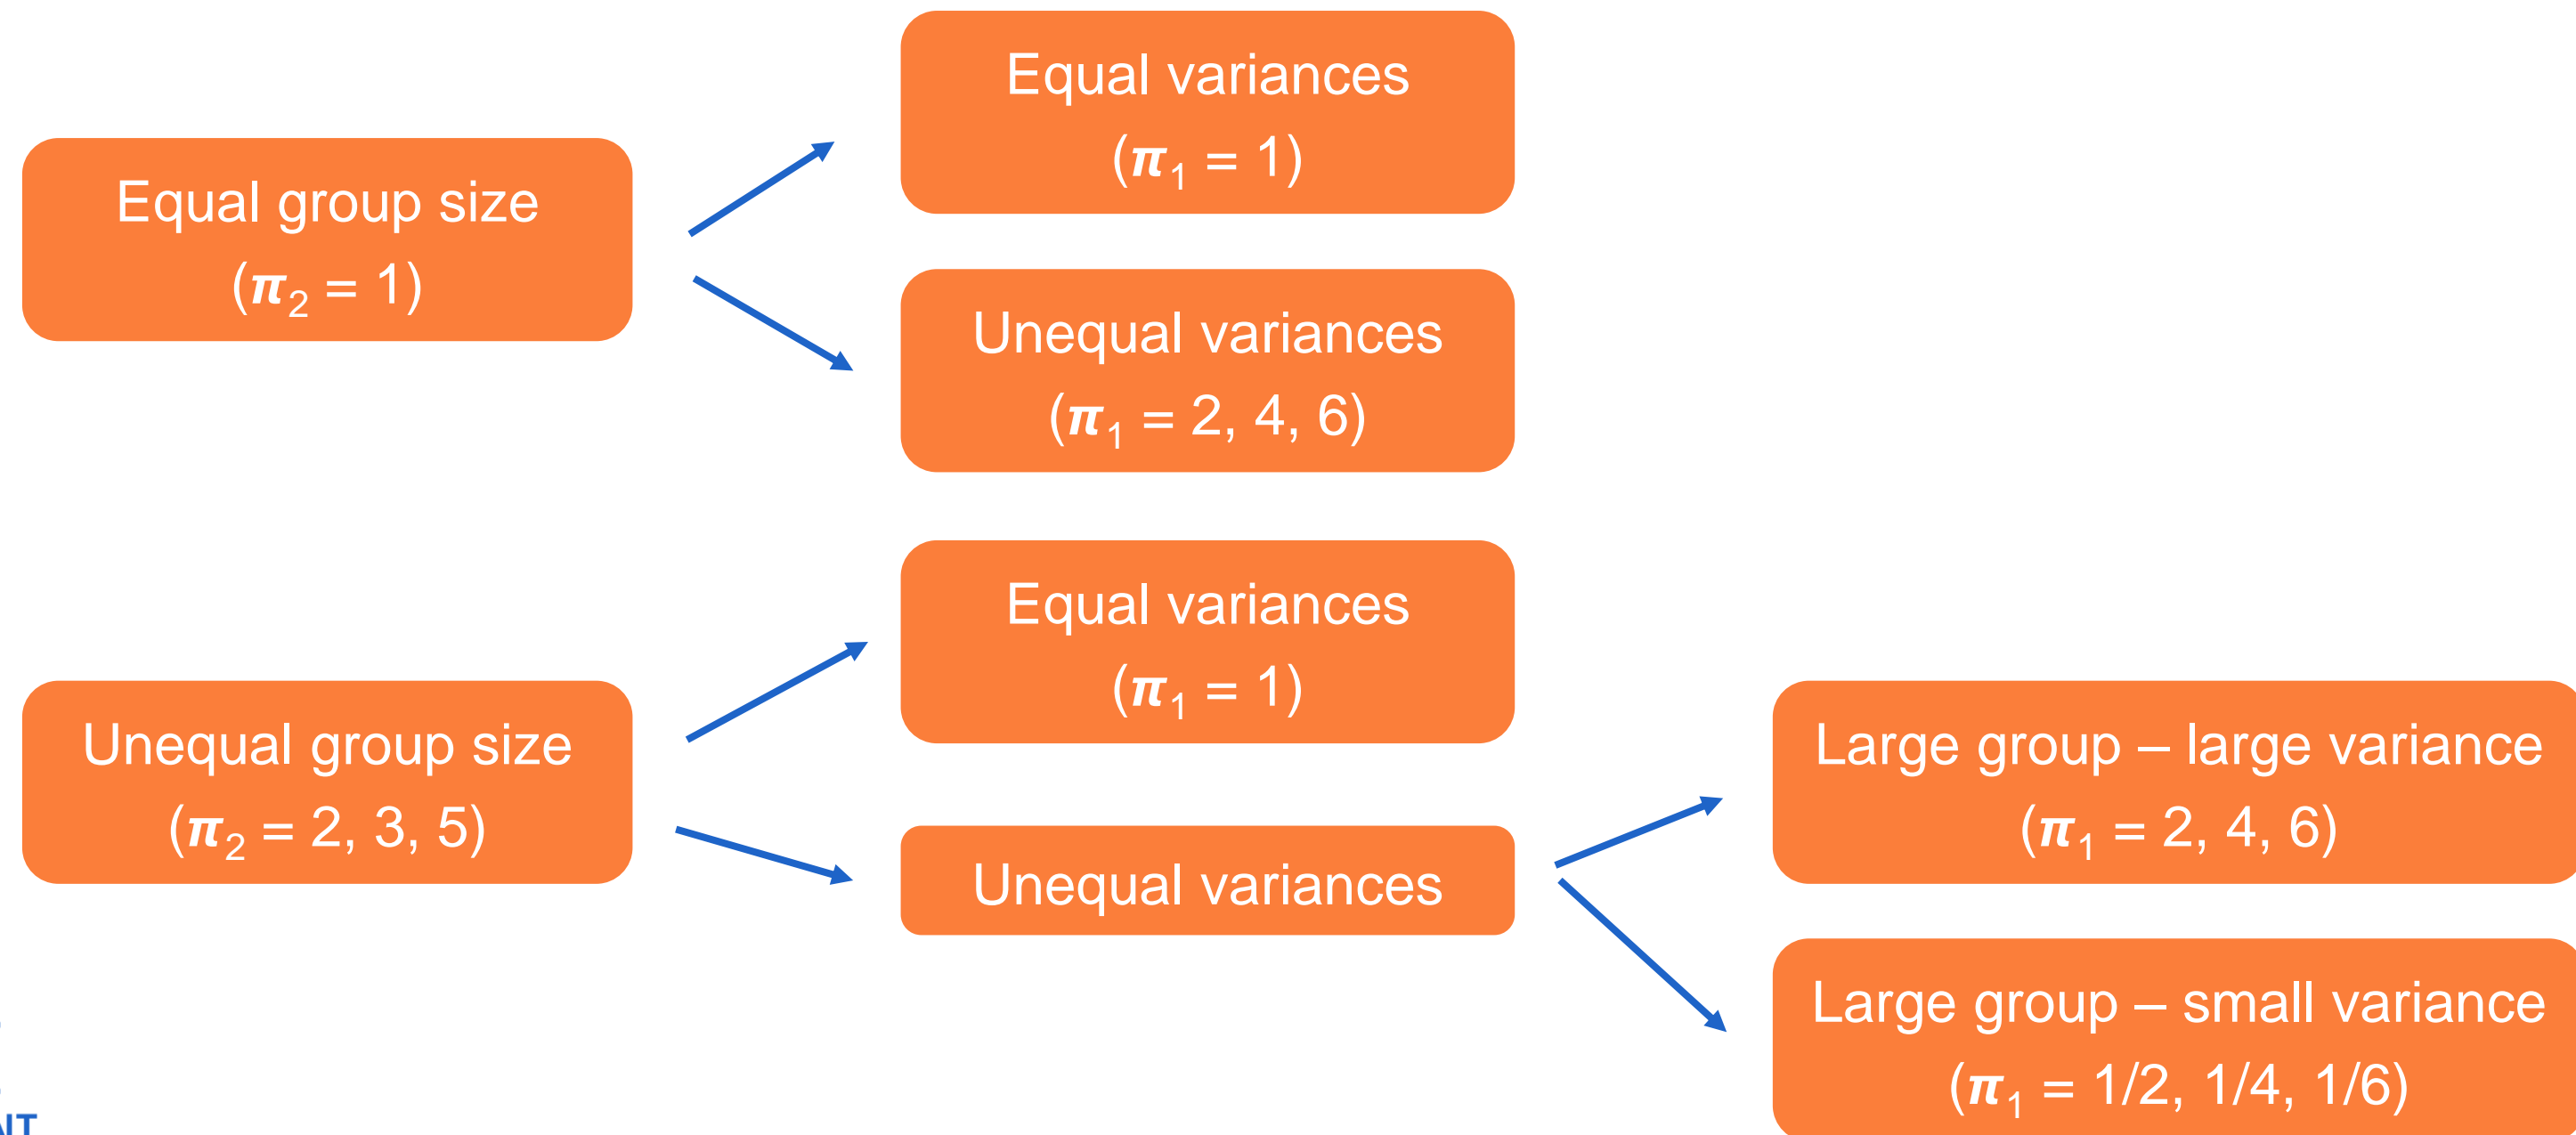 Equal group size
(π₂ = 1)
Equal variances
(π₁ = 1)
Unequal variances
(π₁ = 2, 4, 6)
Unequal group size
(π₂ = 2, 3, 5)
Equal variances
(π₁ = 1)
Unequal variances
Large group – large variance
(π₁ = 2, 4, 6)
Large group – small variance
(π₁ = 1/2, 1/4, 1/6)